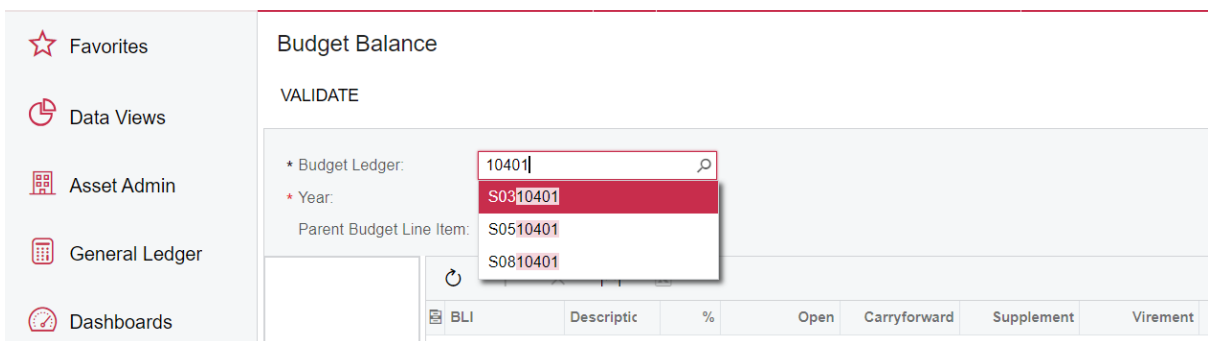 Favorites
Data Views
Asset Admin
General Ledger
Dashboards
Budget Balance
VALIDATE
* Budget Ledger: 10401
* Year:
Parent Budget Line Item:
S0310401
S0510401
S0810401
BLI Descriptic % Open Carryforward Supplement Virement